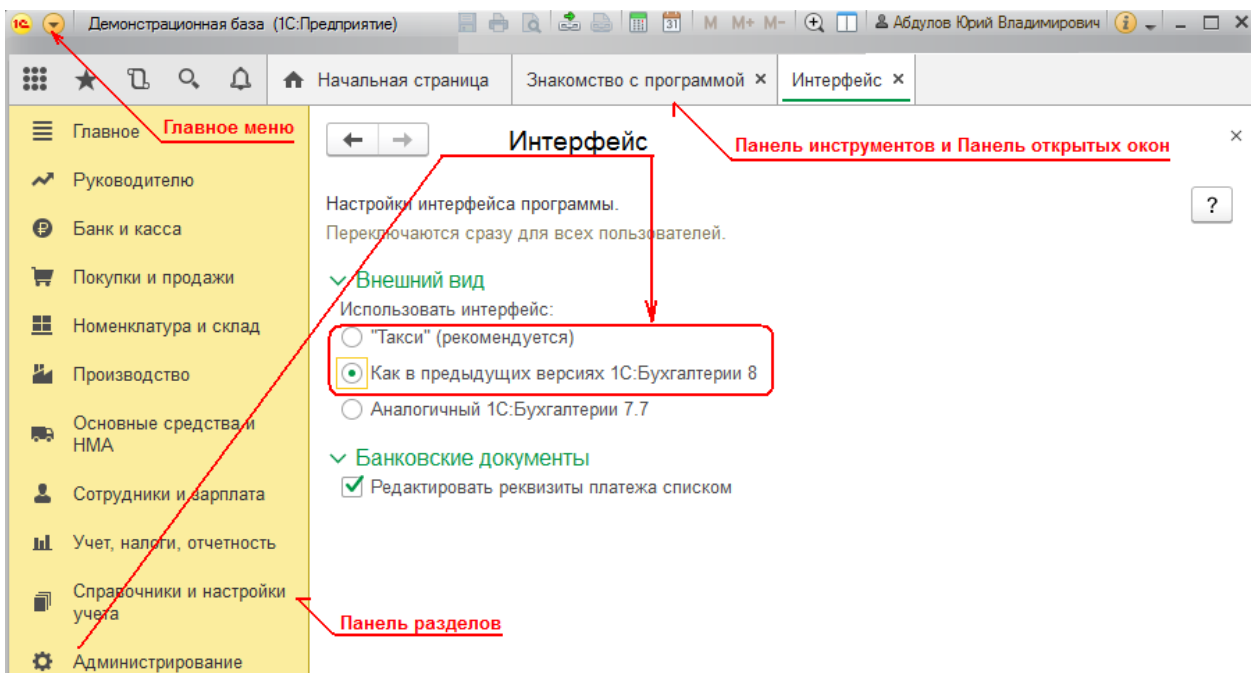 1С Демонстрационная база (1С:Предприятие) 31 M M+ M- Абдулов Юрий Владимирович i
Начальная страница Знакомство с программой × Интерфейс ×
Главное
Главное меню
Интерфейс
Панель инструментов и Панель открытых окон
Руководителю
Настройки интерфейса программы.
?
Банк и касса
Переключаются сразу для всех пользователей.
Покупки и продажи
Внешний вид
Использовать интерфейс:
Номенклатура и склад
"Такси" (рекомендуется)
Производство
Как в предыдущих версиях 1С:Бухгалтерии 8
Аналогичный 1С:Бухгалтерии 7.7
Основные средства и
НМА
Банковские документы
Сотрудники и зарплата
Редактировать реквизиты платежа списком
Учет, налоги, отчетность
Справочники и настройки
учета
Панель разделов
Администрирование